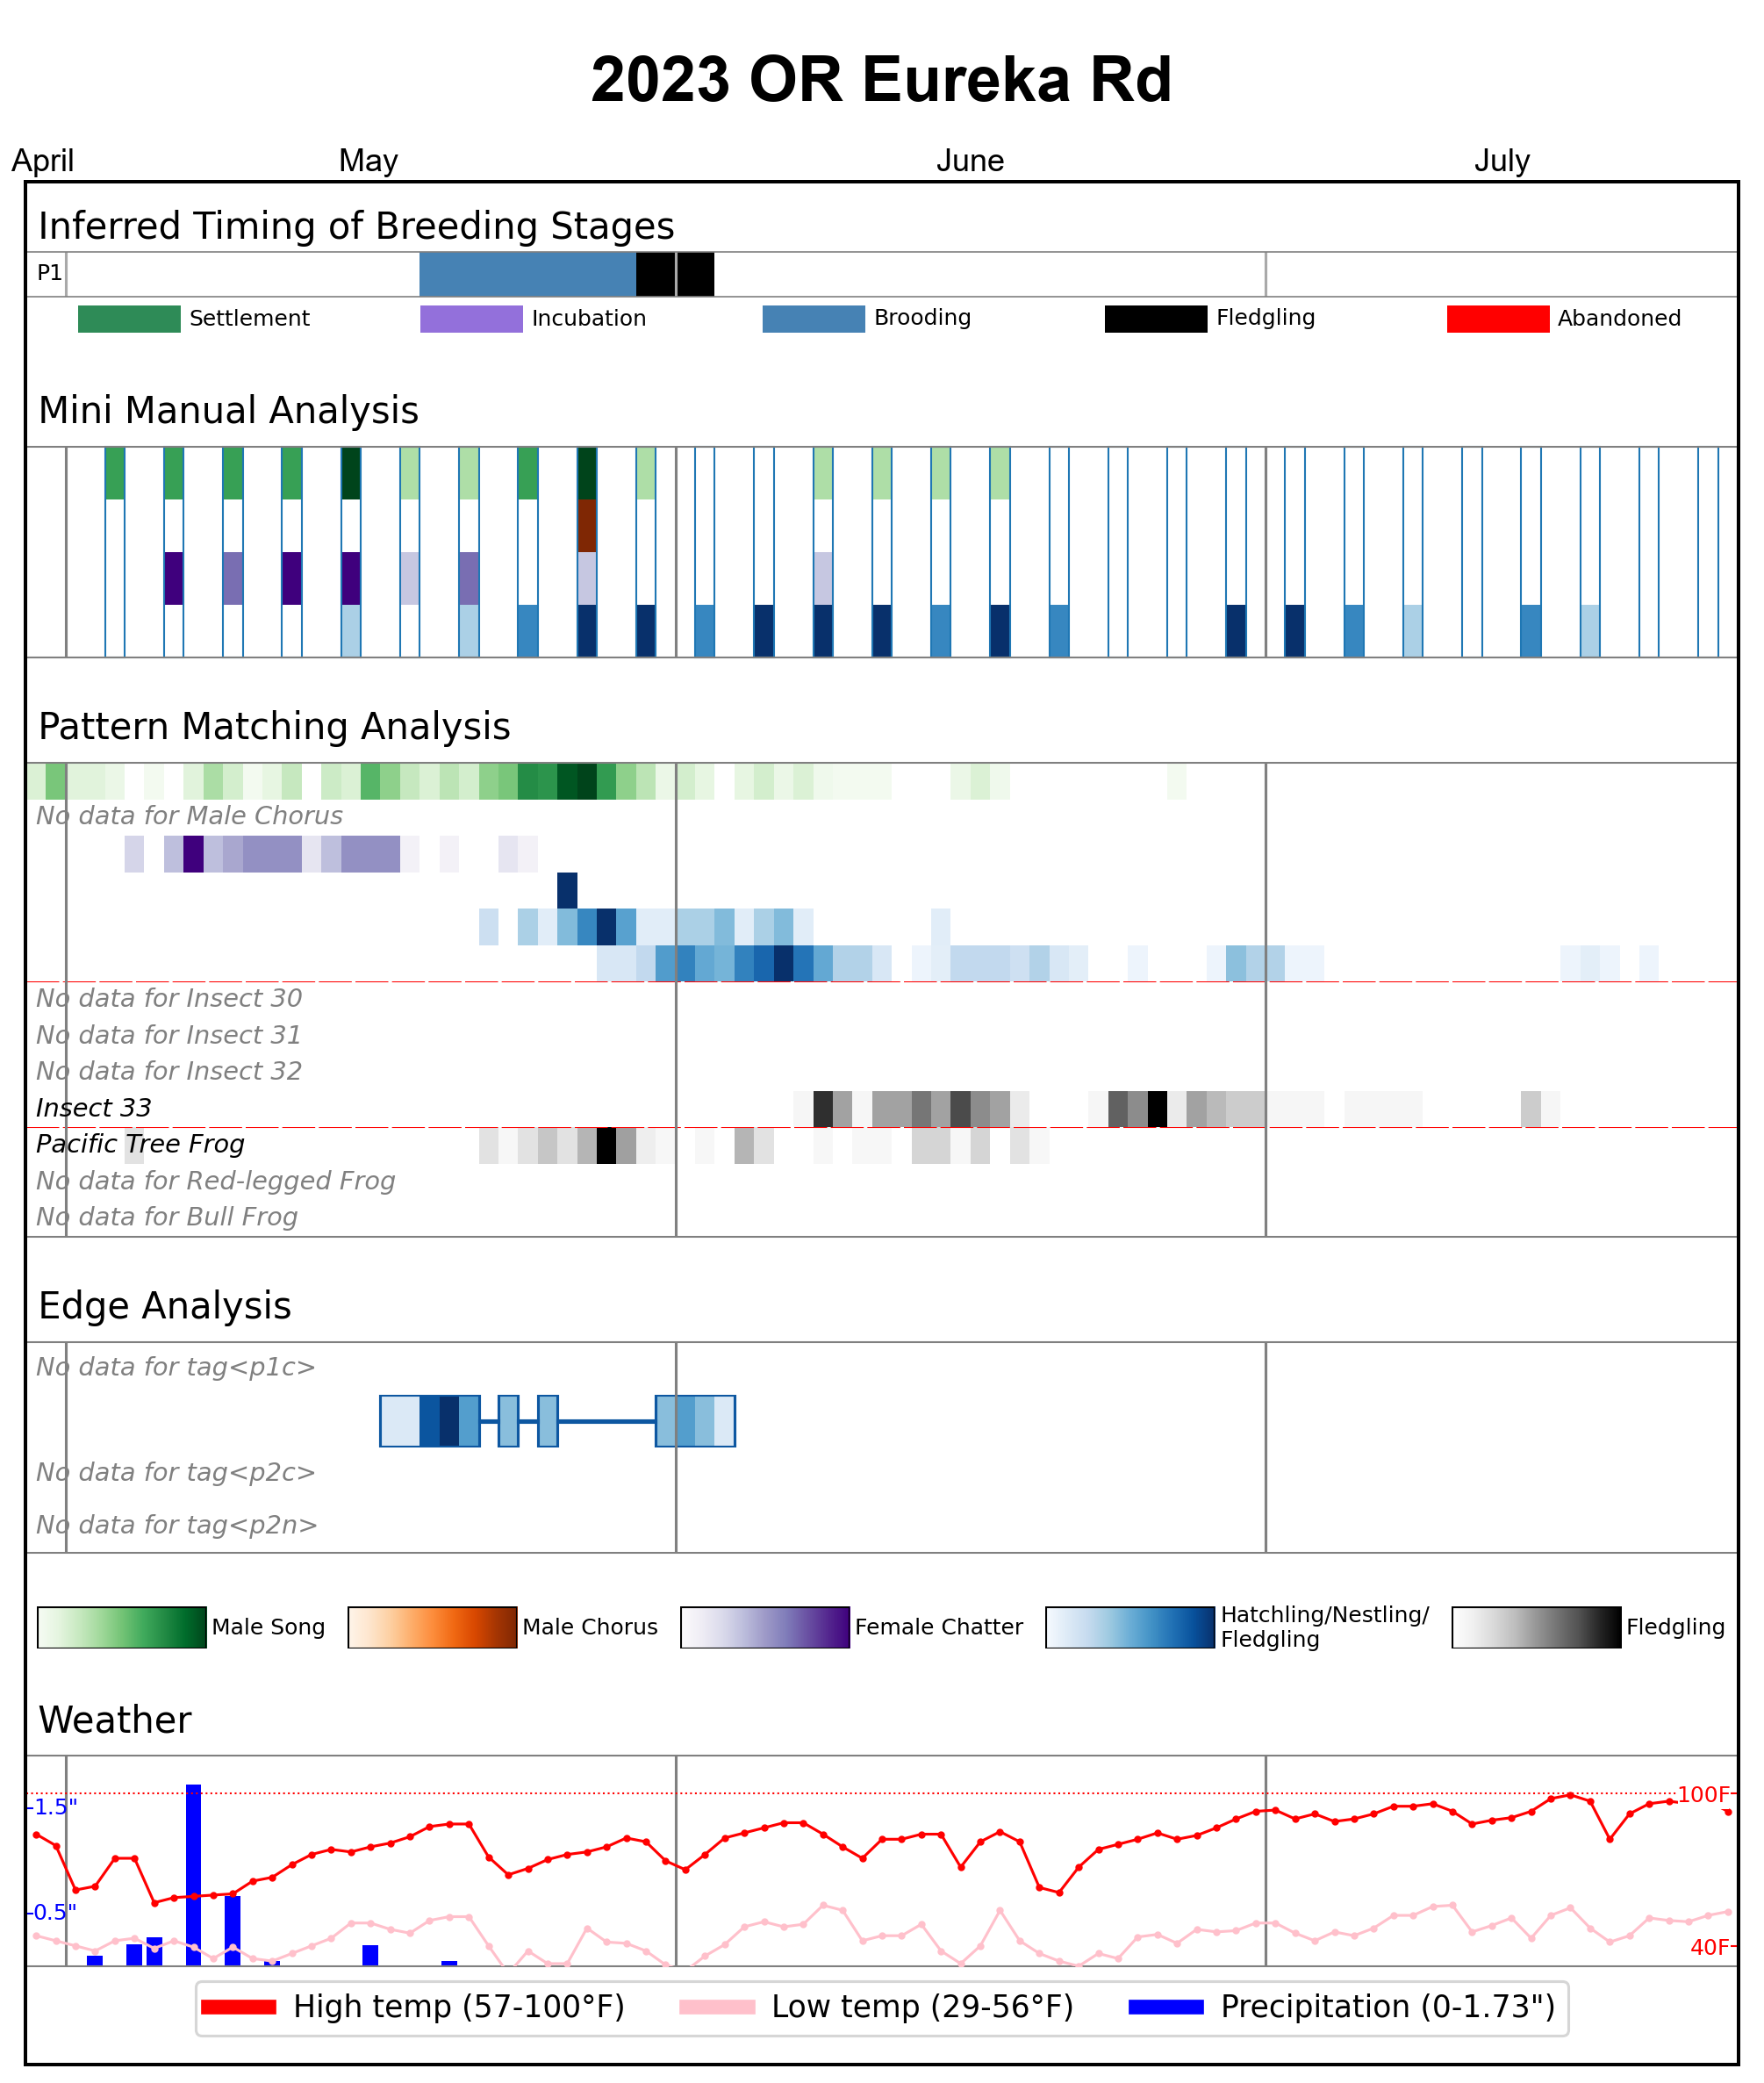 2023 OR Eureka Rd
April May June July
Inferred Timing of Breeding Stages
P1
Settlement Incubation Brooding Fledgling Abandoned
Mini Manual Analysis
Pattern Matching Analysis
No data for Male Chorus
No data for Insect 30
No data for Insect 31
No data for Insect 32
Insect 33
Pacific Tree Frog
No data for Red-legged Frog
No data for Bull Frog
Edge Analysis
No data for tag<p1c>
No data for tag<p2c>
No data for tag<p2n>
Male Song Male Chorus Female Chatter Hatchling/Nestling/
Fledgling Fledgling
Weather
1.5" 100F
0.5"
40F
High temp (57-100°F) Low temp (29-56°F) Precipitation (0-1.73")